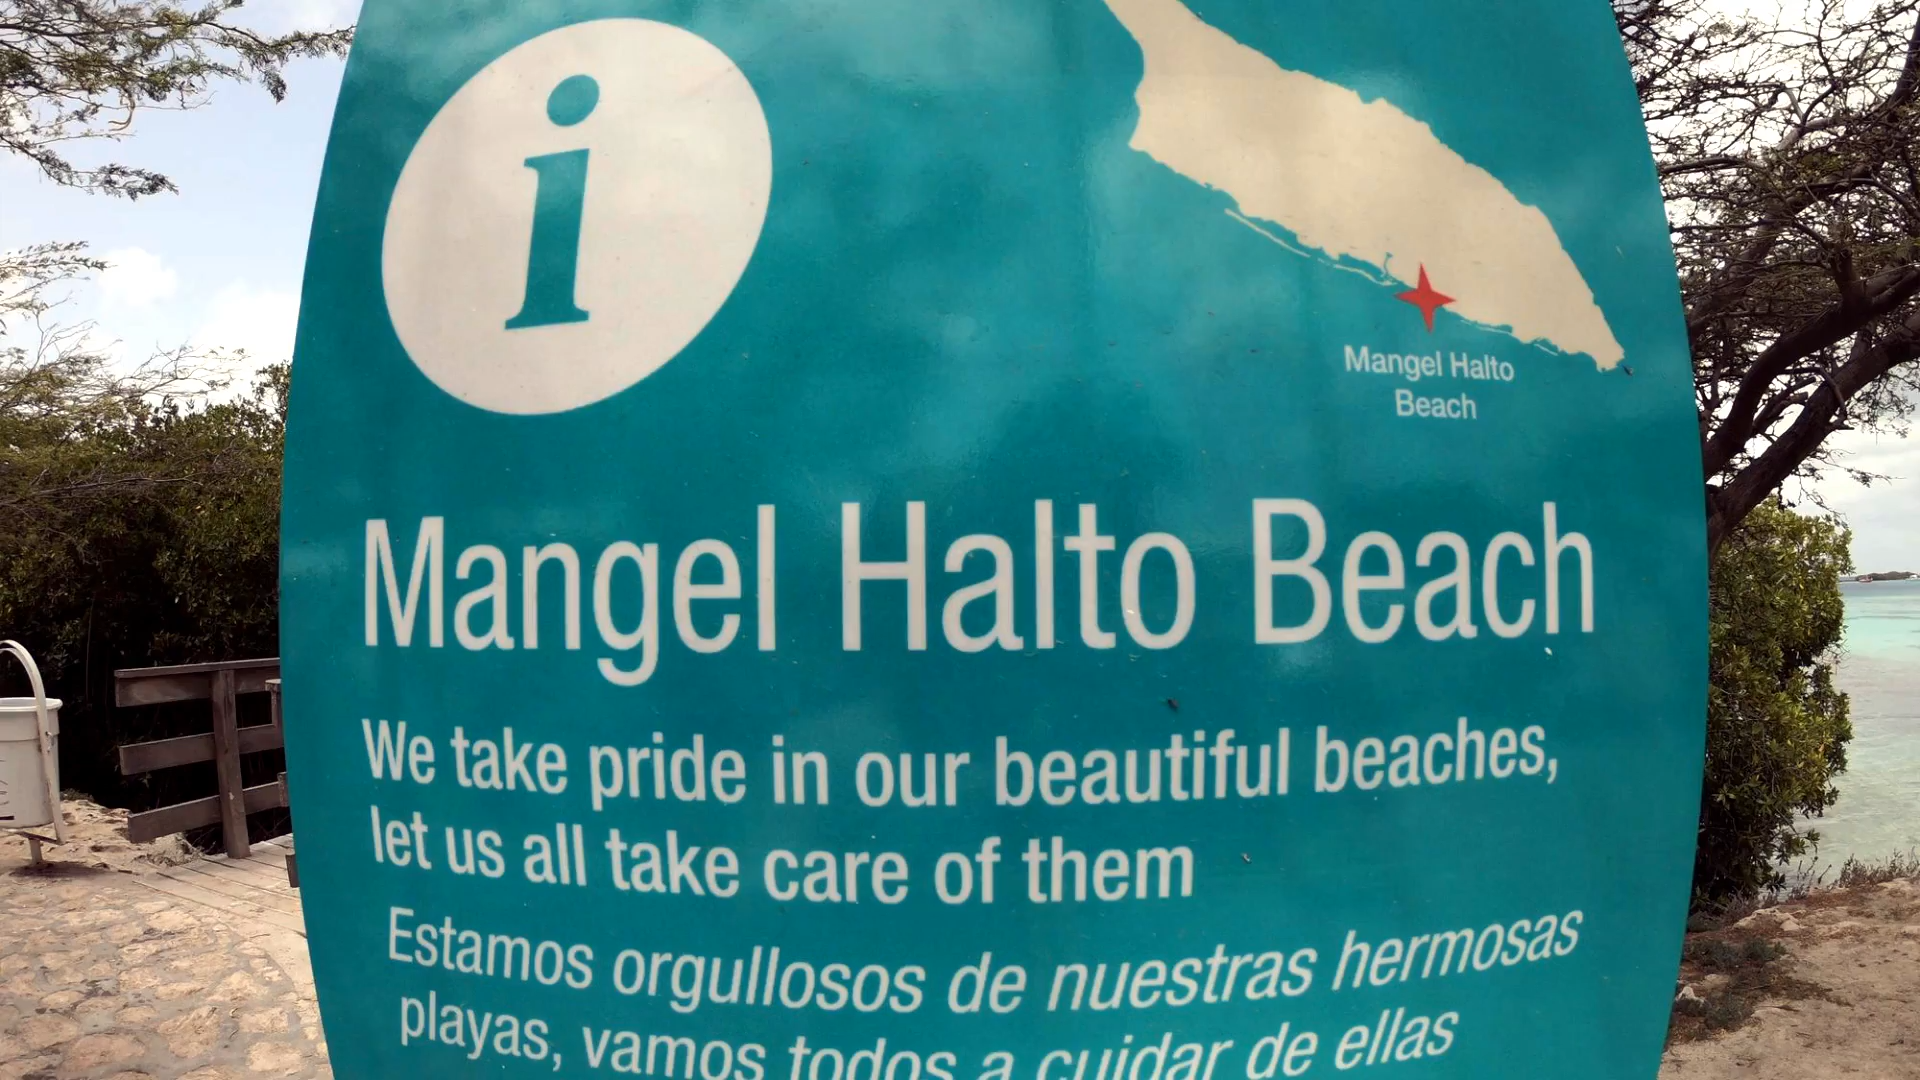 i
Mangel Halto
Beach
Mangel Halto Beach
We take pride in our beautiful beaches,
let us all take care of them
Estamos orgullosos de nuestras hermosas
playas, vamos todos a cuidar de ellas